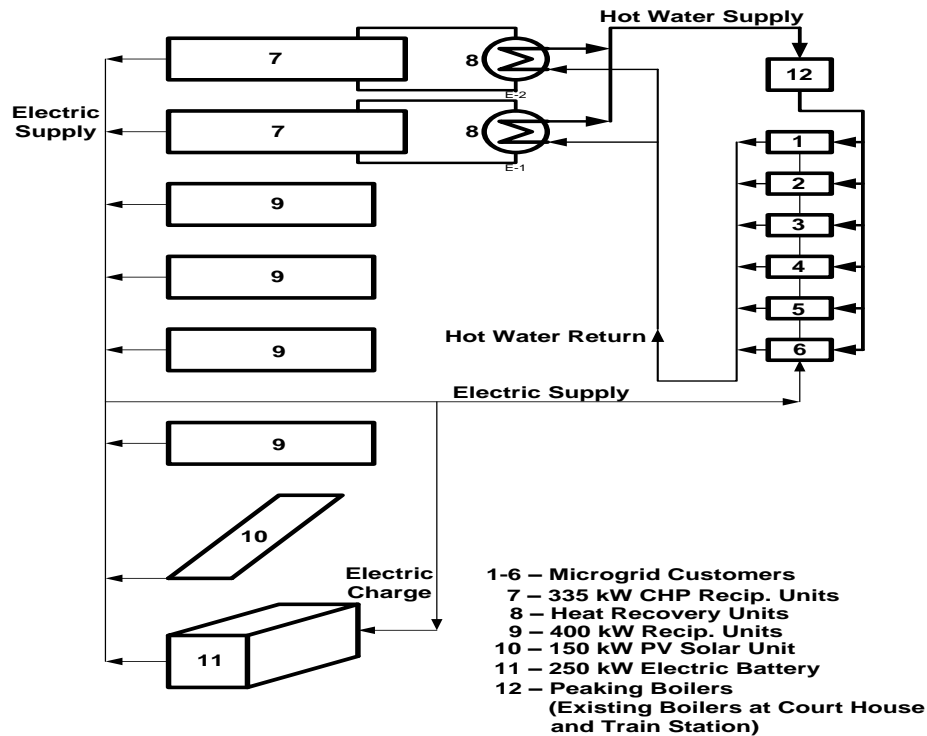 Hot Water Supply
7
8
E-2
12
Electric
Supply
7
8
E-1
1
9
2
3
9
4
5
9
Hot Water Return
6
Electric Supply
9
10
Electric
Charge
11
1-6 – Microgrid Customers
7 – 335 kW CHP Recip. Units
8 – Heat Recovery Units
9 – 400 kW Recip. Units
10 – 150 kW PV Solar Unit
11 – 250 kW Electric Battery
12 – Peaking Boilers
(Existing Boilers at Court House
and Train Station)